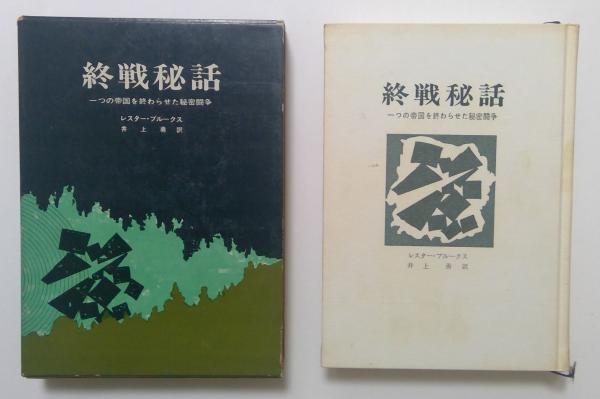 終戦秘話
一つの帝国を終わらせた秘密闘争
レスター・ブルークス
井上勇訳
終戦秘話
一つの帝国を終わらせた秘密闘争
レスター・ブルークス
井上勇訳